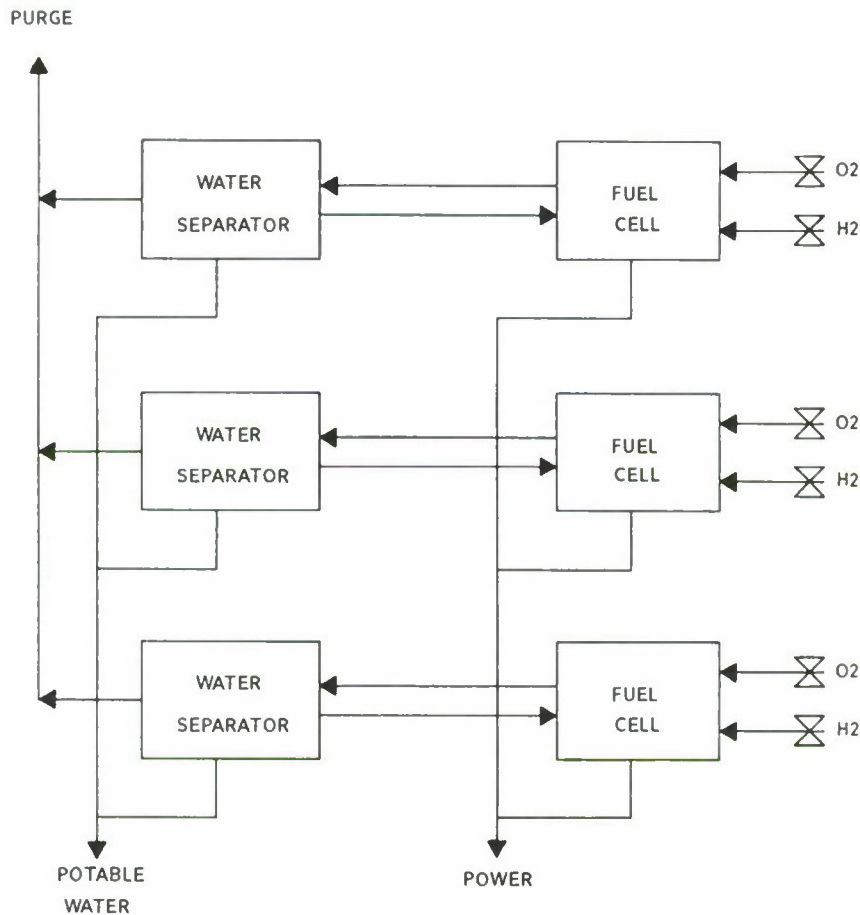 PURGE
WATER
SEPARATOR
FUEL
CELL
O2
H2
WATER
SEPARATOR
FUEL
CELL
O2
H2
WATER
SEPARATOR
FUEL
CELL
O2
H2
POTABLE
WATER
POWER